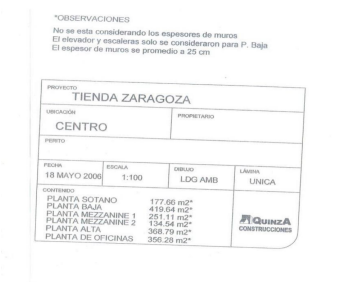 *OBSERVACIONES
No se esta considerando los espesores de muros
El elevador y escaleras solo se consideraron para P. Baja
El espesor de muros se promedio a 25 cm
PROYECTO
TIENDA ZARAGOZA
UBICACIÓN
PROPIETARIO
CENTRO
PERITO
FECHA
ESCALA
DIBUJO
LÁMINA
18 MAYO 2006
1:100
LDG AMB
UNICA
CONTENIDO
PLANTA SOTANO 177.66 m2*
PLANTA BAJA 419.64 m2*
PLANTA MEZZANINE 1 251.11 m2*
PLANTA MEZZANINE 2 134.54 m2*
PLANTA ALTA 368.79 m2*
PLANTA DE OFICINAS 356.28 m2*
QUINZA
CONSTRUCCIONES